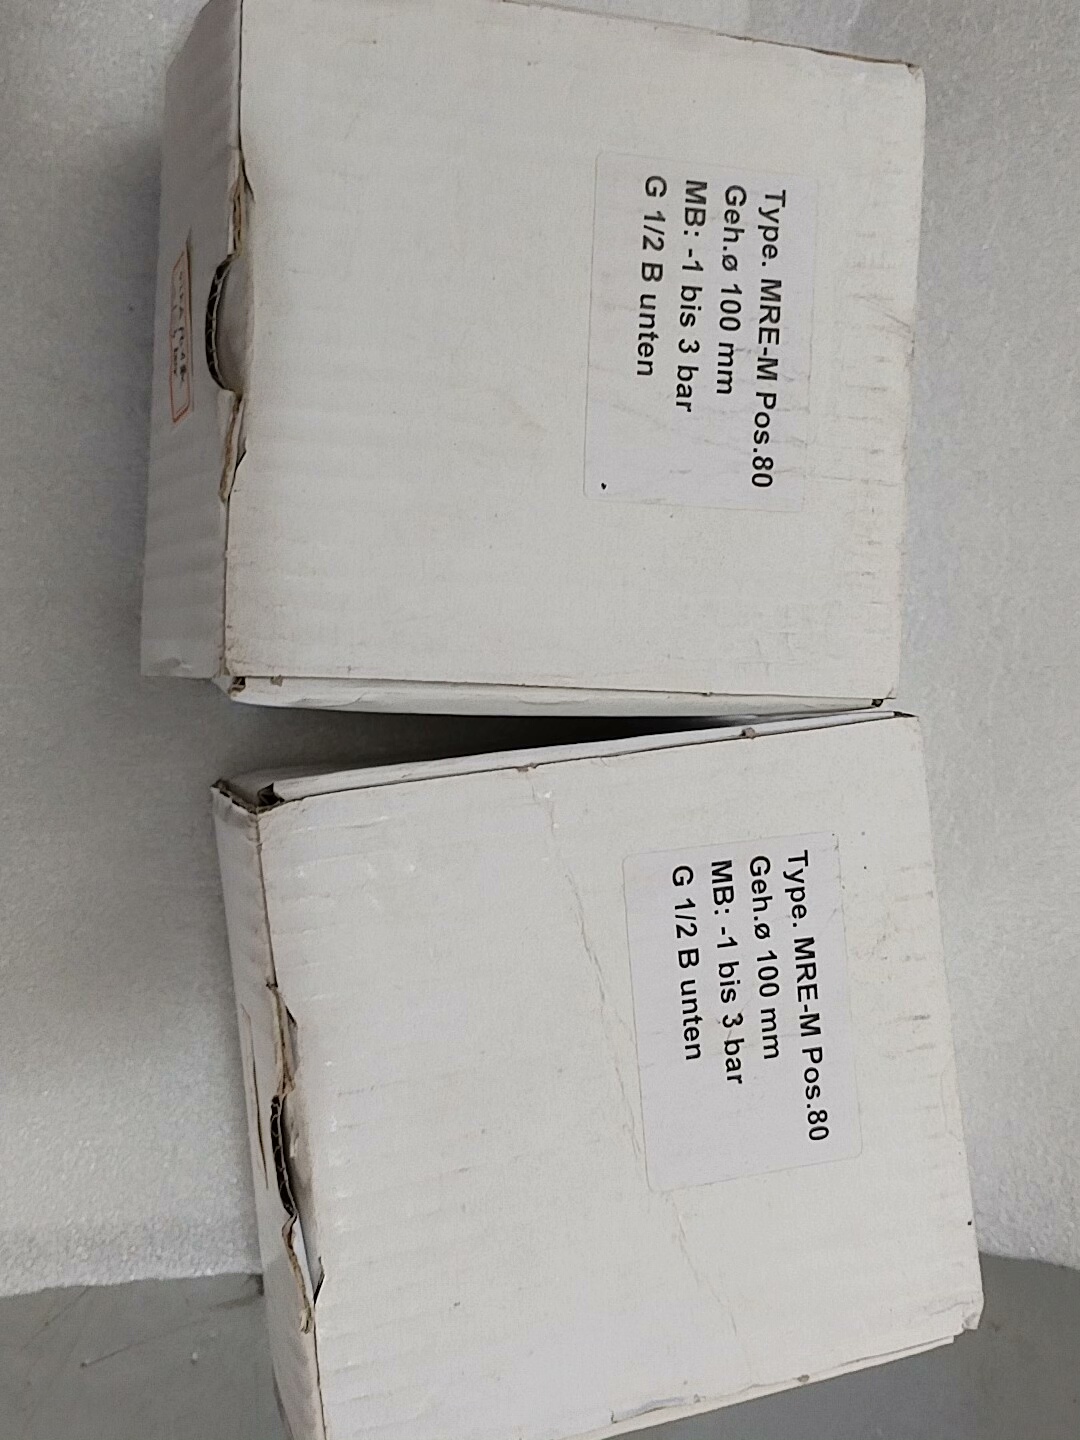 Type. MRE-M Pos.80
Geh.ø 100 mm
MB: -1 bis 3 bar
G 1/2 B unten
Type. MRE-M Pos.80
Geh.ø 100 mm
MB: -1 bis 3 bar
G 1/2 B unten